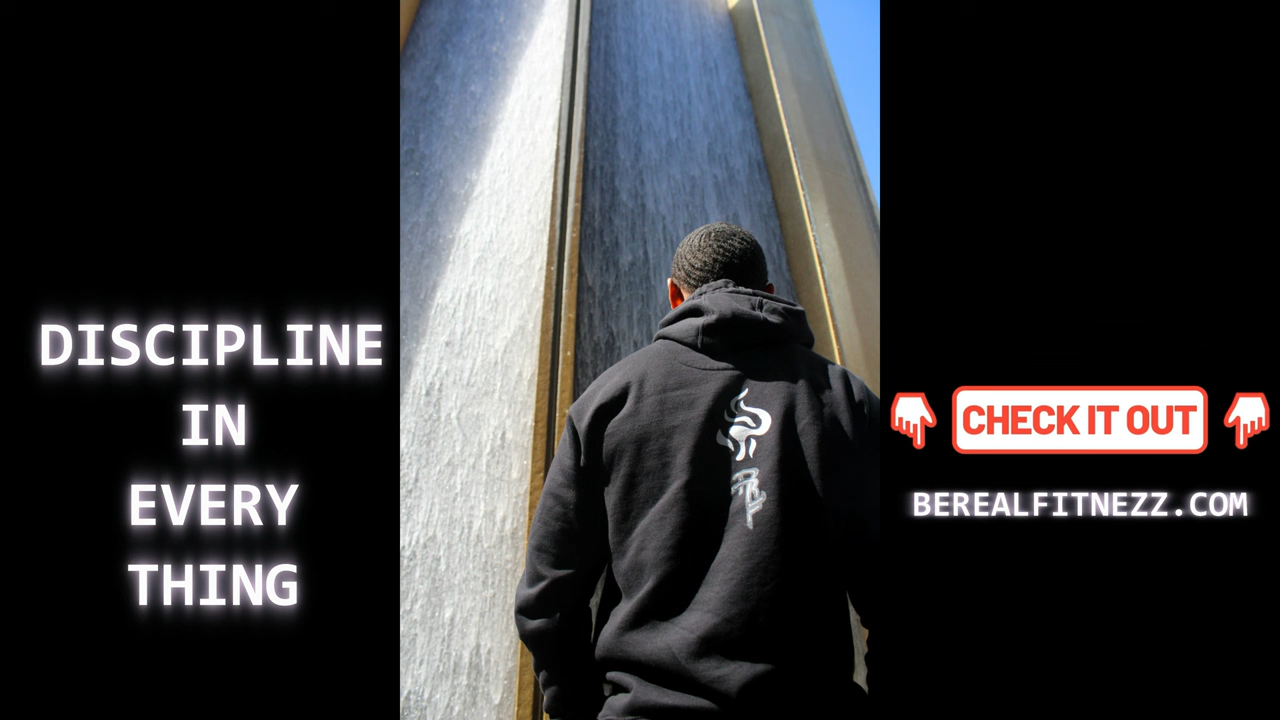 DISCIPLINE
IN
EVERY
THING
CHECK IT OUT
BEREALFITNEZZ.COM